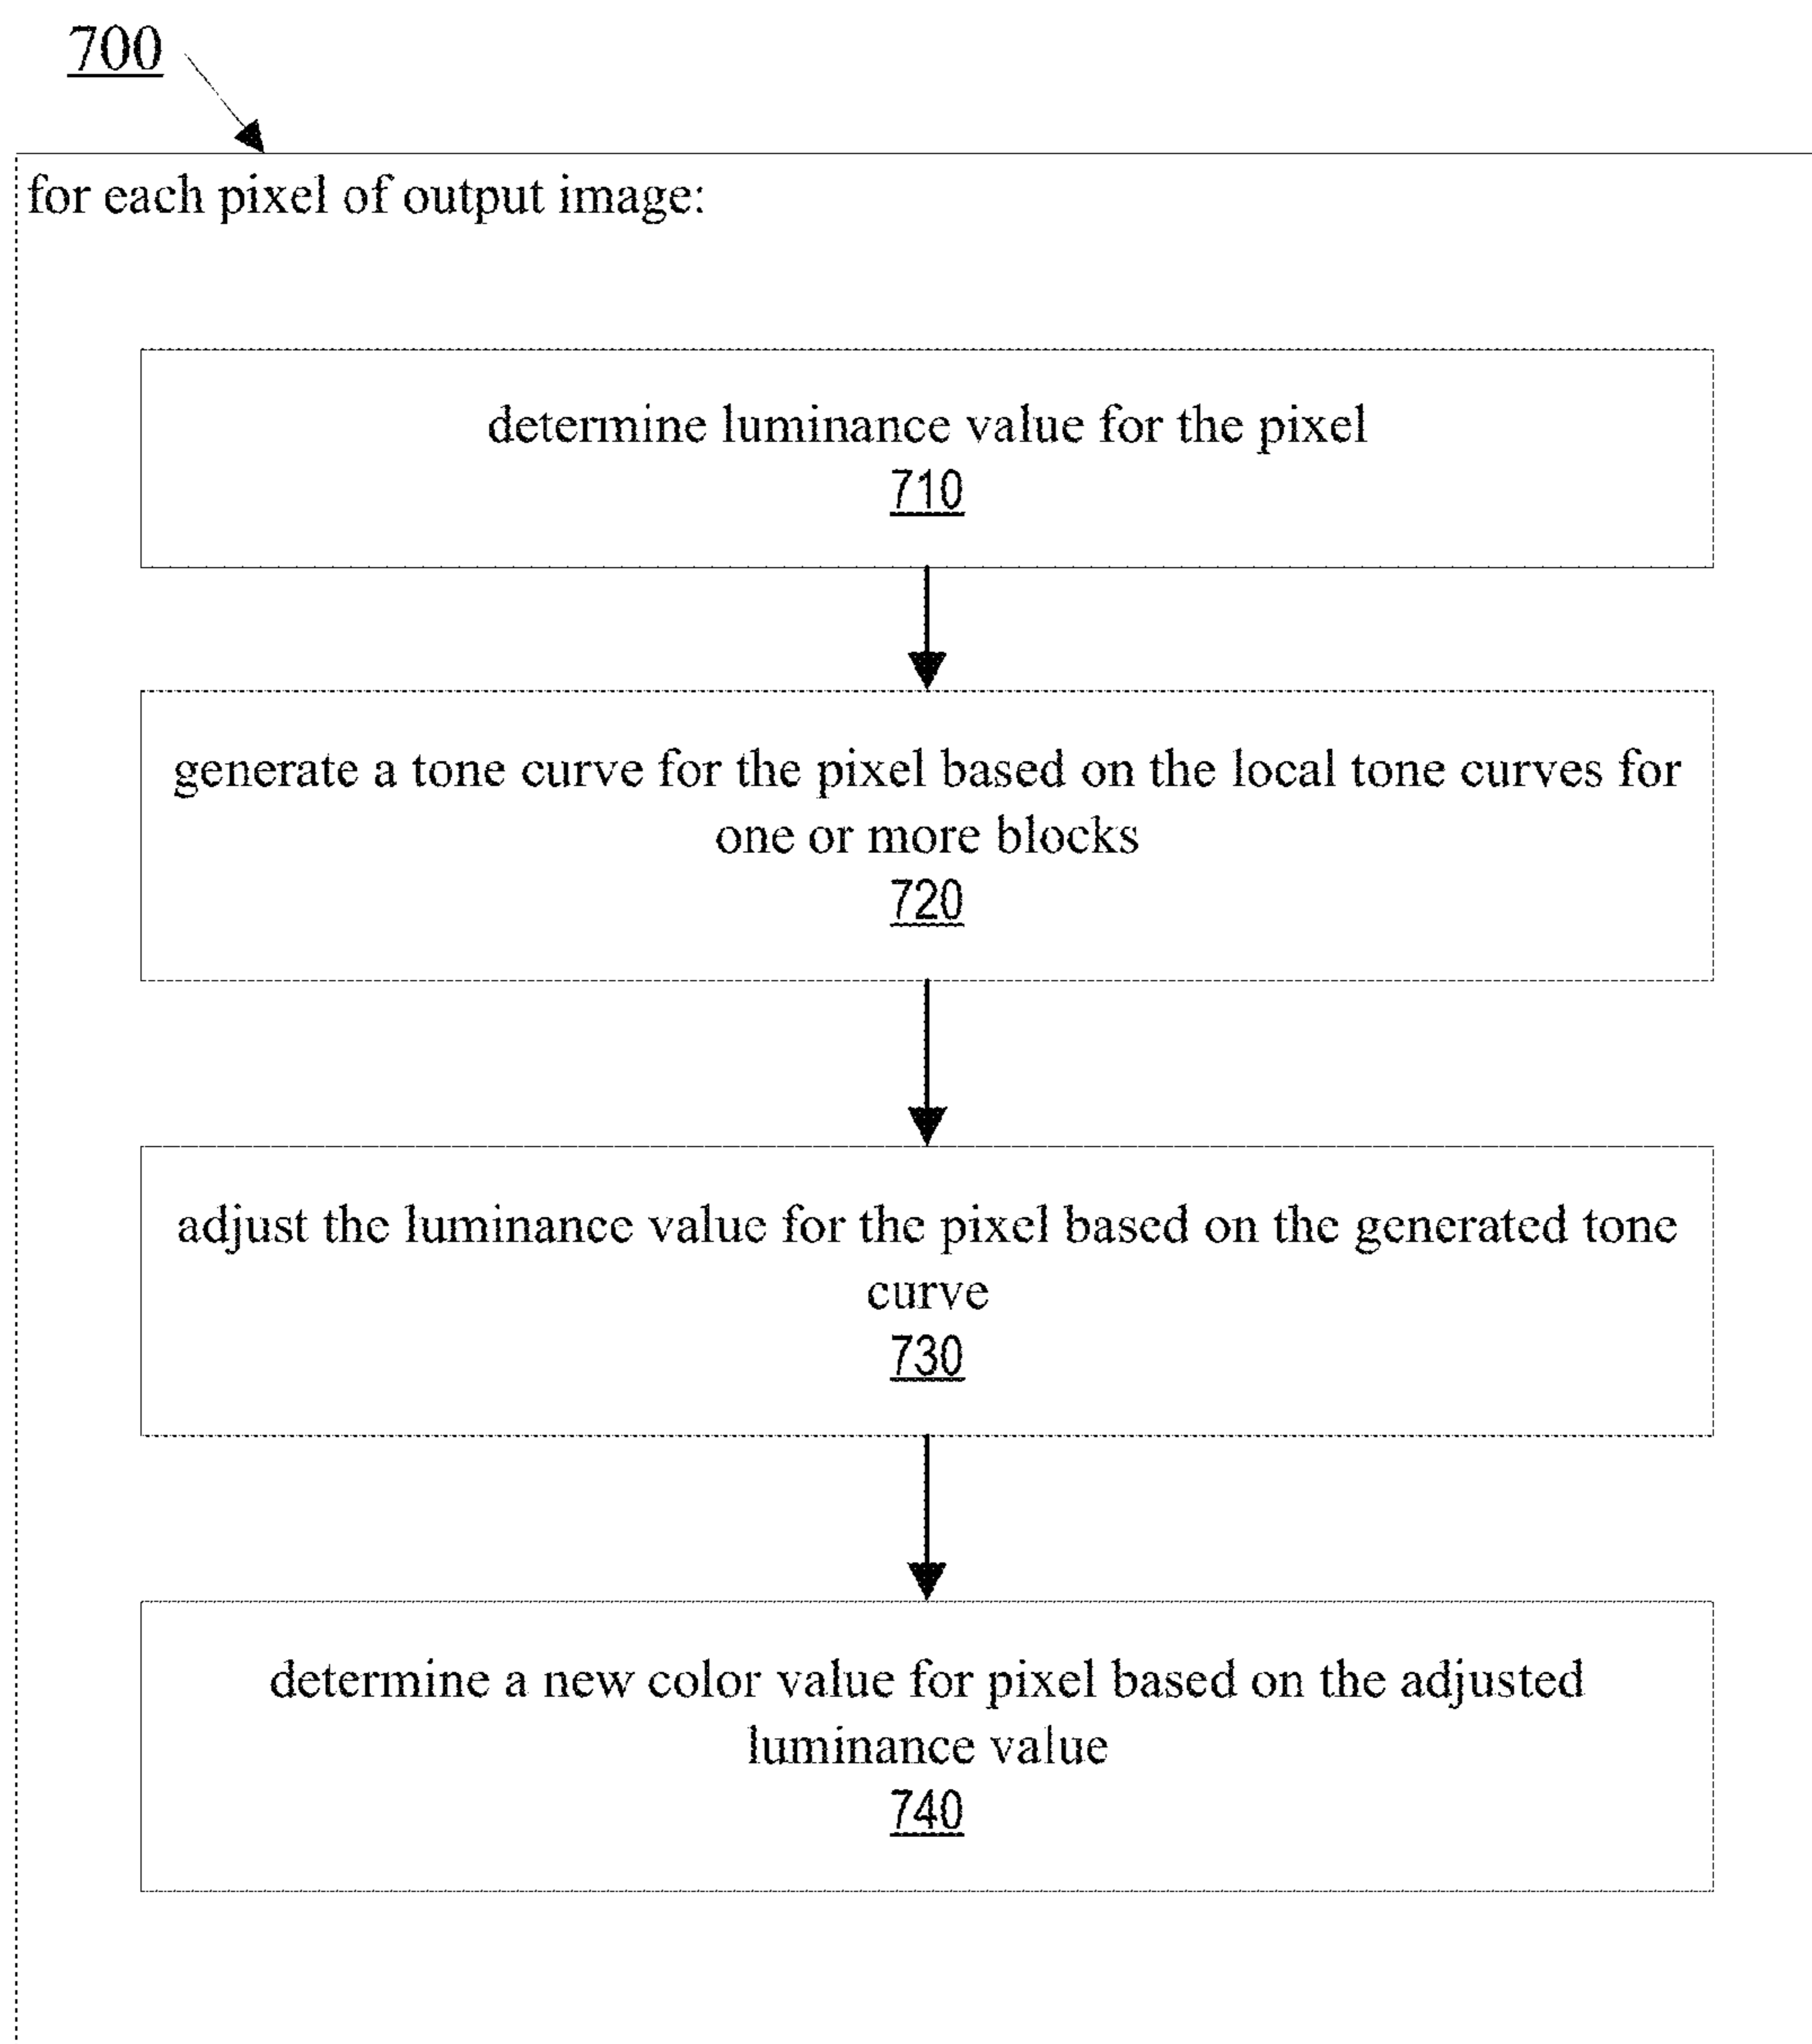 700
for each pixel of output image:
determine luminance value for the pixel
710
generate a tone curve for the pixel based on the local tone curves for
one or more blocks
720
adjust the luminance value for the pixel based on the generated tone
curve
730
determine a new color value for pixel based on the adjusted
luminance value
740